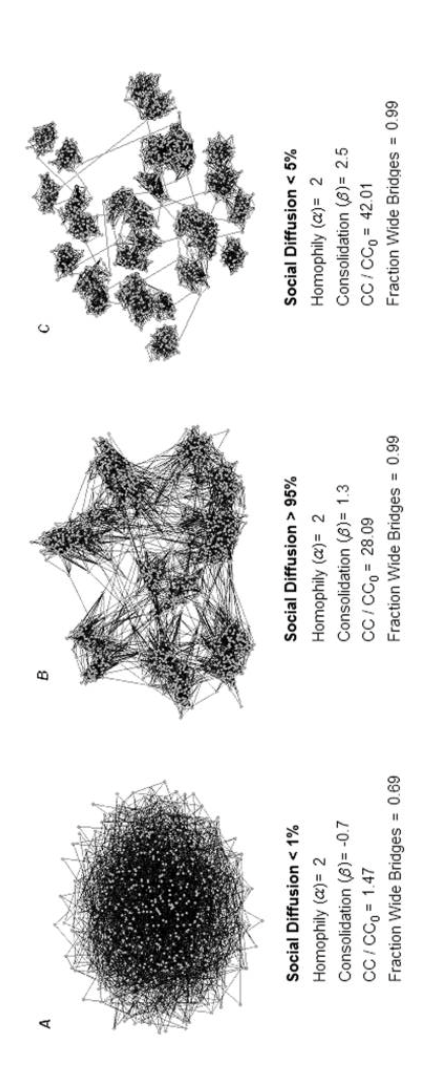 A
Social Diffusion < 1%
Homophily (α)= 2
Consolidation (β)= -0.7
CC / CC₀ = 1.47
Fraction Wide Bridges = 0.69
B
Social Diffusion > 95%
Homophily (α)= 2
Consolidation (β)= 1.3
CC / CC₀ = 28.09
Fraction Wide Bridges = 0.99
C
Social Diffusion < 5%
Homophily (α)= 2
Consolidation (β)= 2.5
CC / CC₀ = 42.01
Fraction Wide Bridges = 0.99